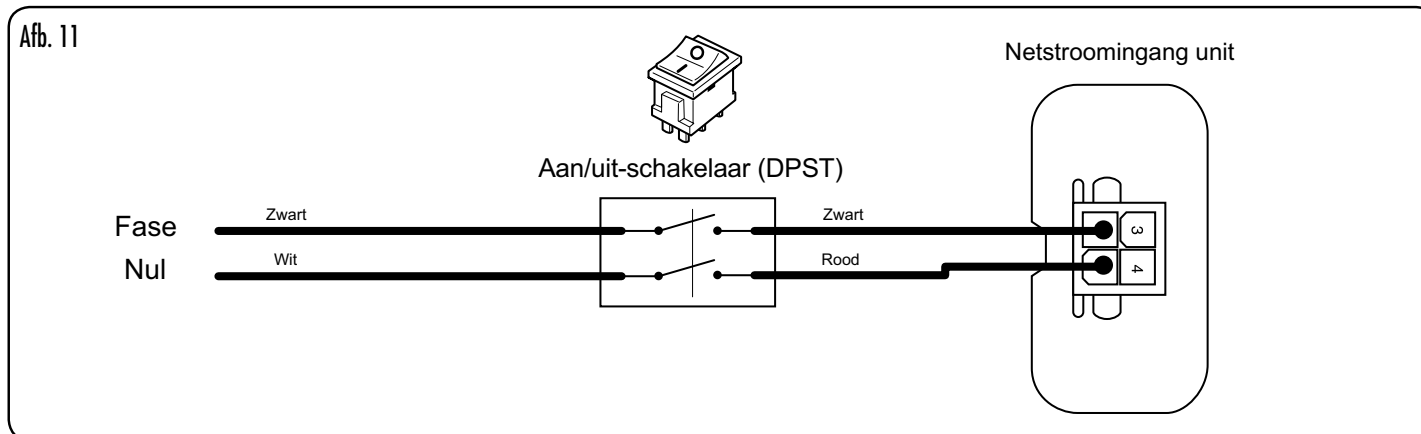 Afb. 11
Netstroomingang unit
Aan/uit-schakelaar (DPST)
Fase
Zwart
Zwart
3
Nul
Wit
Rood
4